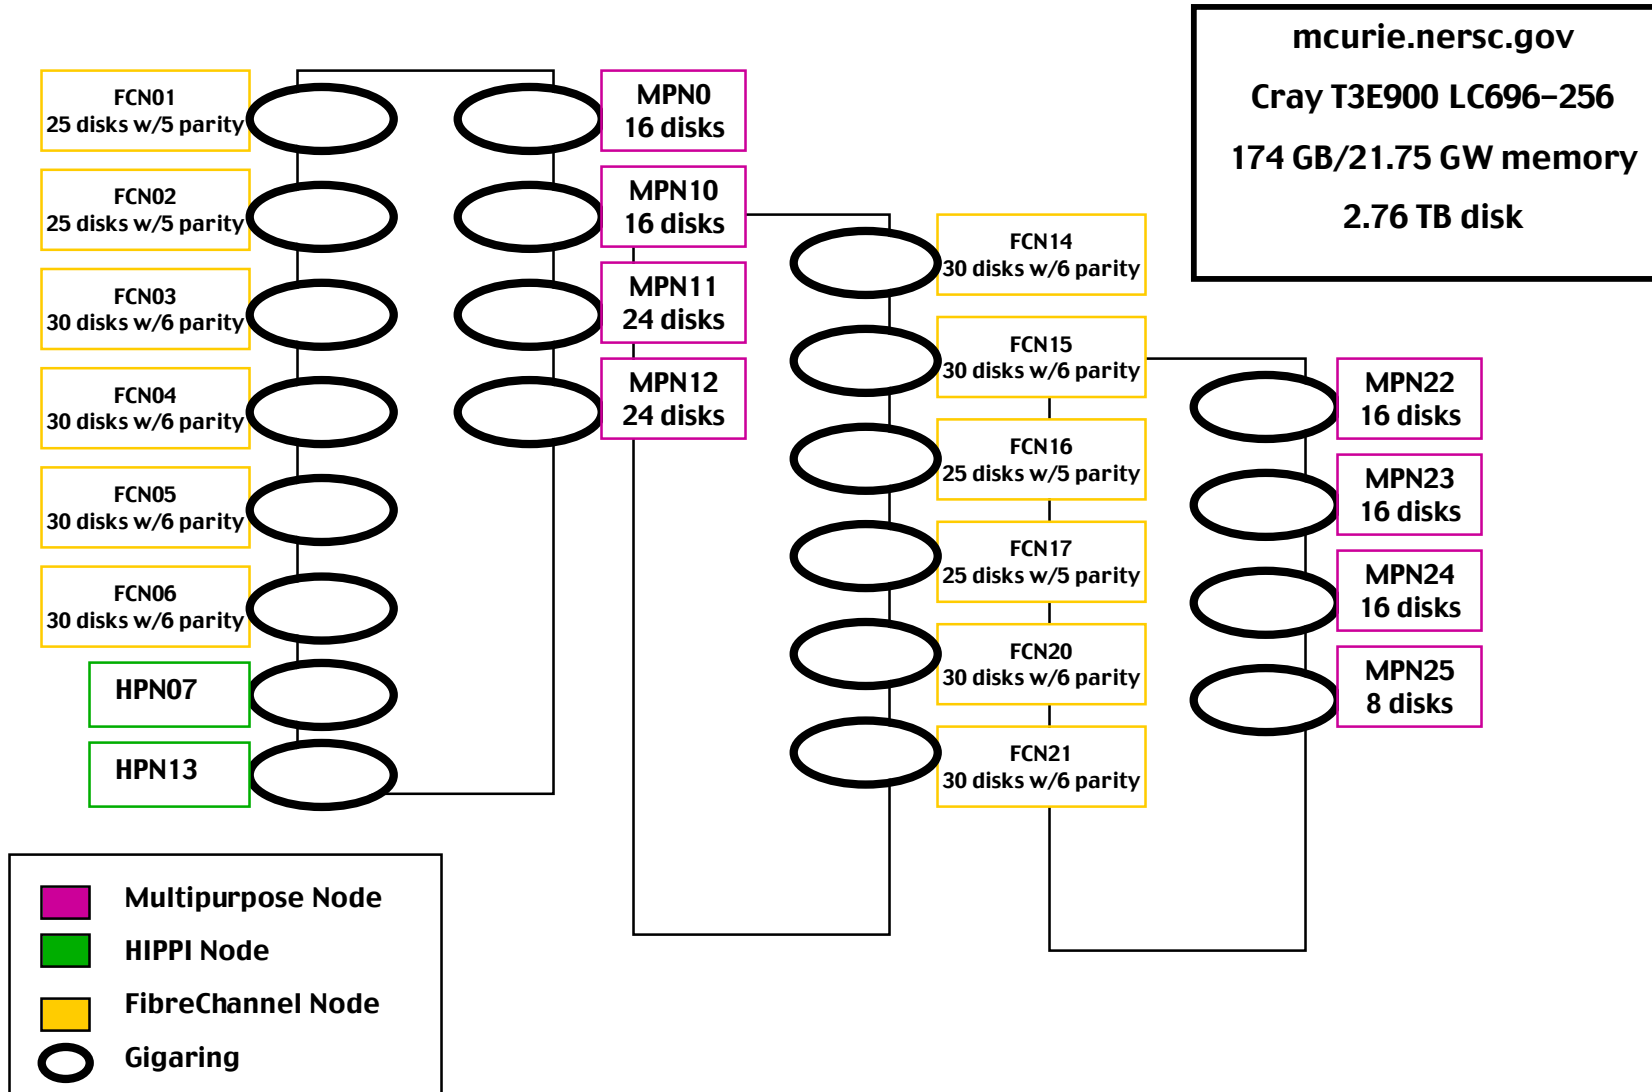 mcurie.nersc.gov
Cray T3E900 LC696-256
174 GB/21.75 GW memory
2.76 TB disk
FCN01
25 disks w/5 parity
FCN02
25 disks w/5 parity
FCN03
30 disks w/6 parity
FCN04
30 disks w/6 parity
FCN05
30 disks w/6 parity
FCN06
30 disks w/6 parity
HPN07
HPN13
MPN0
16 disks
MPN10
16 disks
MPN11
24 disks
MPN12
24 disks
FCN14
30 disks w/6 parity
FCN15
30 disks w/6 parity
FCN16
25 disks w/5 parity
FCN17
25 disks w/5 parity
FCN20
30 disks w/6 parity
FCN21
30 disks w/6 parity
MPN22
16 disks
MPN23
16 disks
MPN24
16 disks
MPN25
8 disks
Multipurpose Node
HIPPI Node
FibreChannel Node
Gigaring